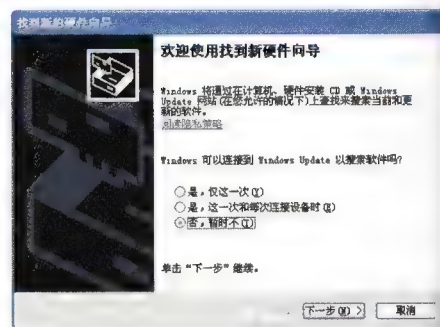 找到新的硬件向导
欢迎使用找到新硬件向导
Windows 将通过在计算机、硬件安装 CD 或 Windows
Update 网站(在您允许的情况下)上查找来搜索当前和更
新的软件。
隐私策略
Windows 可以连接到 Windows Update 以搜索软件吗?
是，仅这一次(Y)
是，这一次和每次连接设备时(E)
否，暂时不(T)
单击“下一步”继续。
下一步(N) >
取消